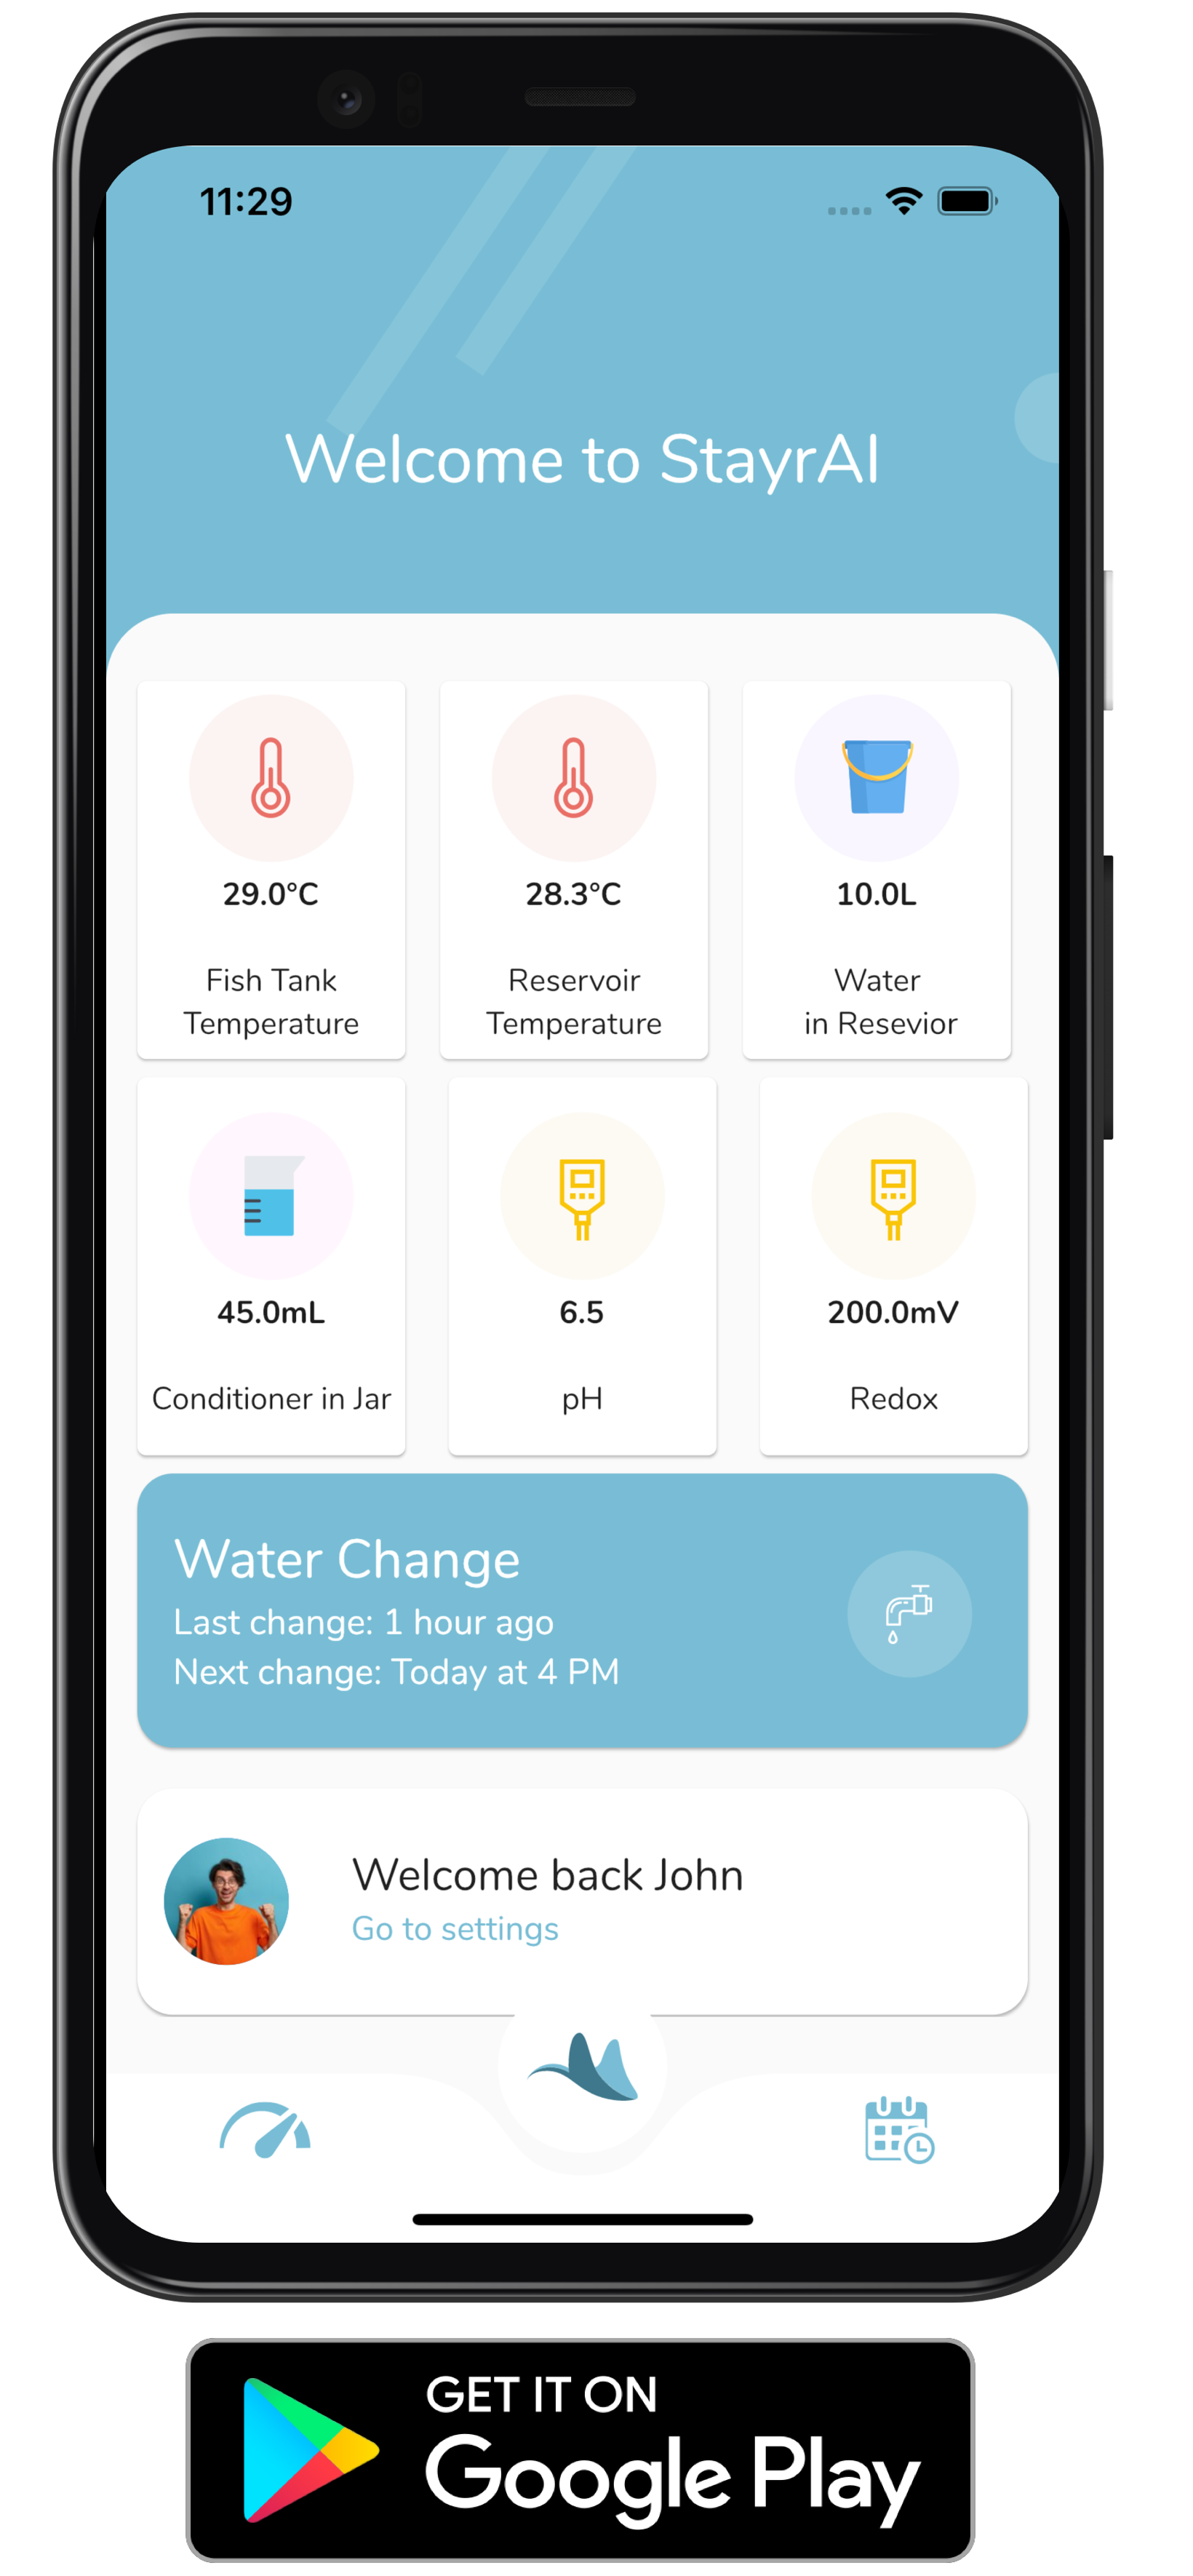 11:29
Welcome to StayrAI
29.0°C
Fish Tank
Temperature
28.3°C
Reservoir
Temperature
10.0L
Water
in Resevior
45.0mL
Conditioner in Jar
6.5
pH
200.0mV
Redox
Water Change
Last change: 1 hour ago
Next change: Today at 4 PM
Welcome back John
Go to settings
GET IT ON
Google Play